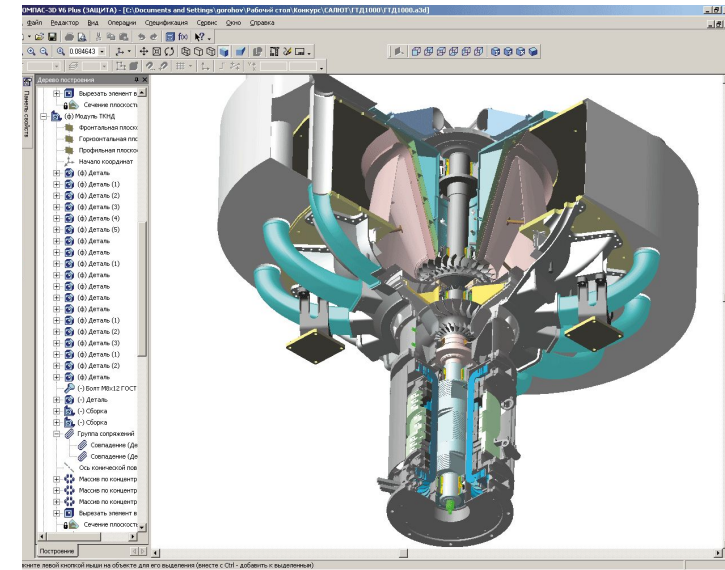 КОМПАС-3D V6 Plus (ЗАЩИТА) - [C:\Documents and Settings\gorohov\Рабочий стол\Конкурс\САЛЮТ\ГТД1000\ГТД1000.a3d]
Файл Редактор Вид Операции Спецификация Сервис Окно Справка
0.084643
Дерево построения
Панель свойств
Вырезать элемент в
Сечение плоскость
(ф) Модуль ТКНД
Фронтальная плоско
Горизонтальная пло
Профильная плоско
Начало координат
(ф) Деталь
(ф) Деталь (1)
(ф) Деталь (2)
(ф) Деталь (3)
(ф) Деталь (4)
(ф) Деталь (5)
(ф) Деталь
(ф) Деталь
(ф) Деталь (1)
(ф) Деталь
(ф) Деталь
(ф) Деталь
(ф) Деталь (1)
(ф) Деталь (2)
(ф) Деталь (3)
(ф) Деталь (1)
(ф) Деталь (2)
(ф) Деталь
(-) Болт М8х12 ГОСТ
(-) Деталь
(-) Сборка
(-) Сборка
Группа сопряжений
Совпадение (Де
Совпадение (Де
Ось конической пов
Массив по концентр
Массив по концентр
Массив по концентр
Вырезать элемент в
Сечение плоскость
Построение
кните левой кнопкой мыши на объекте для его выделения (вместе с Ctrl - добавить к выделенным)